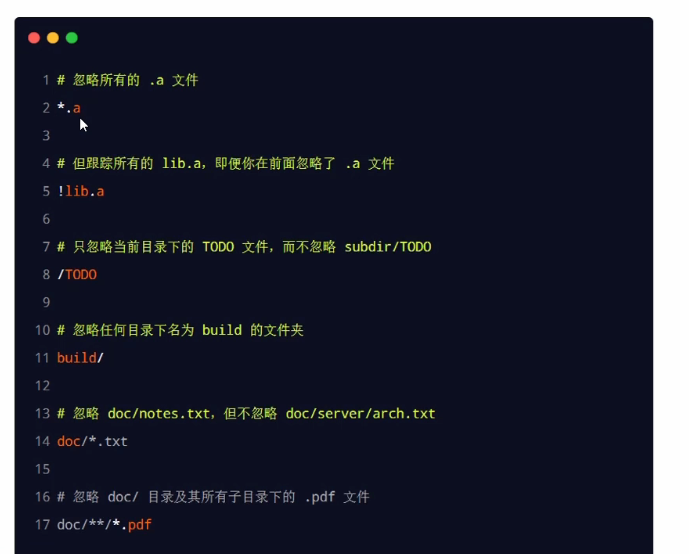 1 # 忽略所有的 .a 文件
2 *.a
3
4 # 但跟踪所有的 lib.a，即便你在前面忽略了 .a 文件
5 !lib.a
6
7 # 只忽略当前目录下的 TODO 文件，而不忽略 subdir/TODO
8 /TODO
9
10 # 忽略任何目录下名为 build 的文件夹
11 build/
12
13 # 忽略 doc/notes.txt，但不忽略 doc/server/arch.txt
14 doc/*.txt
15
16 # 忽略 doc/ 目录及其所有子目录下的 .pdf 文件
17 doc/**/*.pdf